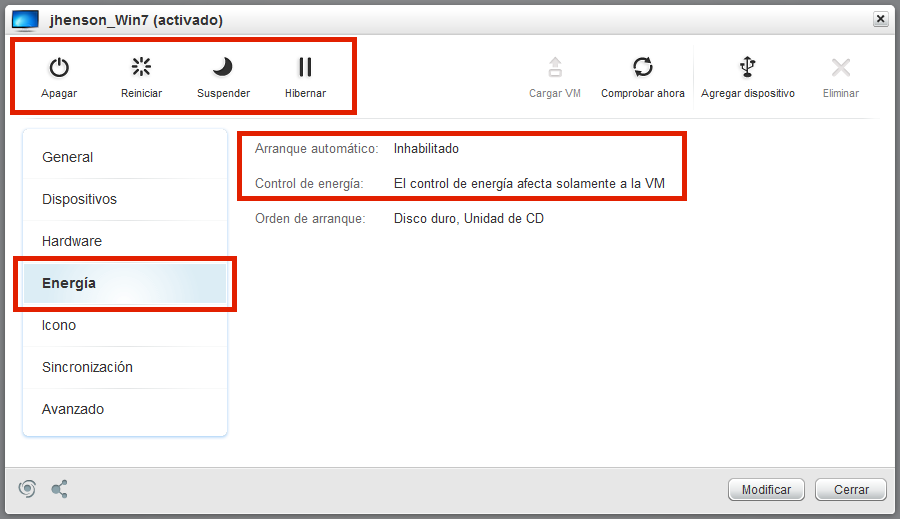 jhenson_Win7 (activado)
Apagar Reiniciar Suspender Hibernar Cargar VM Comprobar ahora Agregar dispositivo Eliminar
General
Dispositivos
Hardware
Energía
Icono
Sincronización
Avanzado
Arranque automático: Inhabilitado
Control de energía: El control de energía afecta solamente a la VM
Orden de arranque: Disco duro, Unidad de CD
Modificar Cerrar